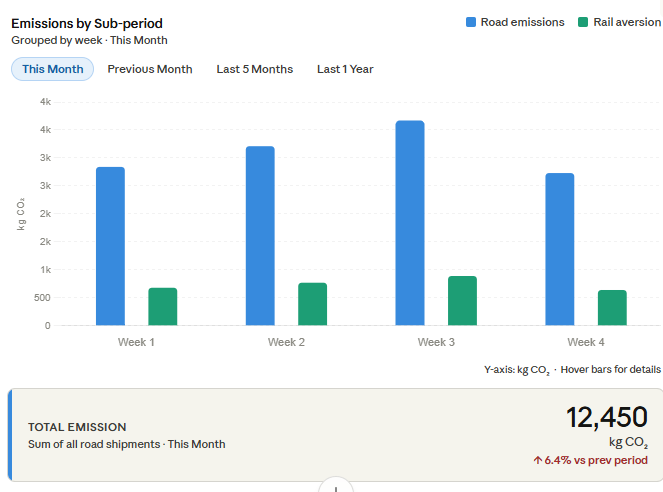 Emissions by Sub-period
Road emissions Rail aversion
Grouped by week · This Month
This Month Previous Month Last 5 Months Last 1 Year
4k
4k
3k
3k
2k
2k
1k
500
0
kg CO₂
Week 1 Week 2 Week 3 Week 4
Y-axis: kg CO₂ · Hover bars for details
TOTAL EMISSION
Sum of all road shipments · This Month
12,450
kg CO₂
↑ 6.4% vs prev period